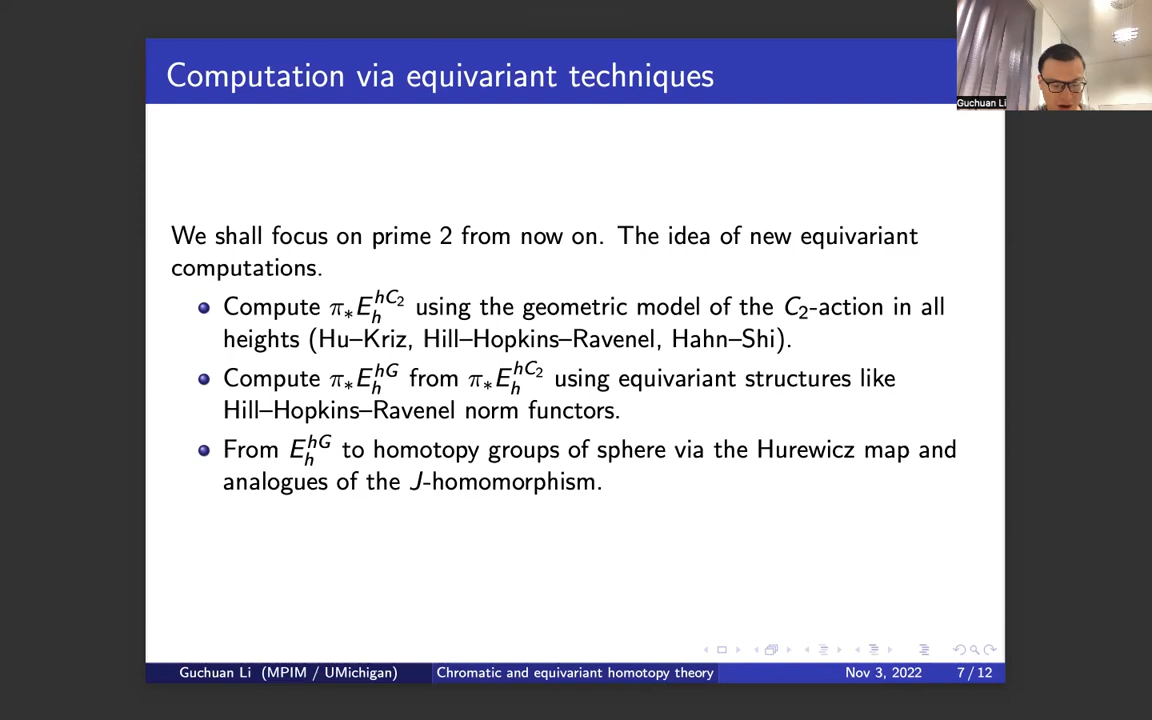 Computation via equivariant techniques
Guchuan Li
We shall focus on prime 2 from now on. The idea of new equivariant
computations.
Compute π∗E_h^{hC₂} using the geometric model of the C₂-action in all
heights (Hu–Kriz, Hill–Hopkins–Ravenel, Hahn–Shi).
Compute π∗E_h^{hG} from π∗E_h^{hC₂} using equivariant structures like
Hill–Hopkins–Ravenel norm functors.
From E_h^{hG} to homotopy groups of sphere via the Hurewicz map and
analogues of the J-homomorphism.
Guchuan Li (MPIM / UMichigan) Chromatic and equivariant homotopy theory Nov 3, 2022 7 / 12